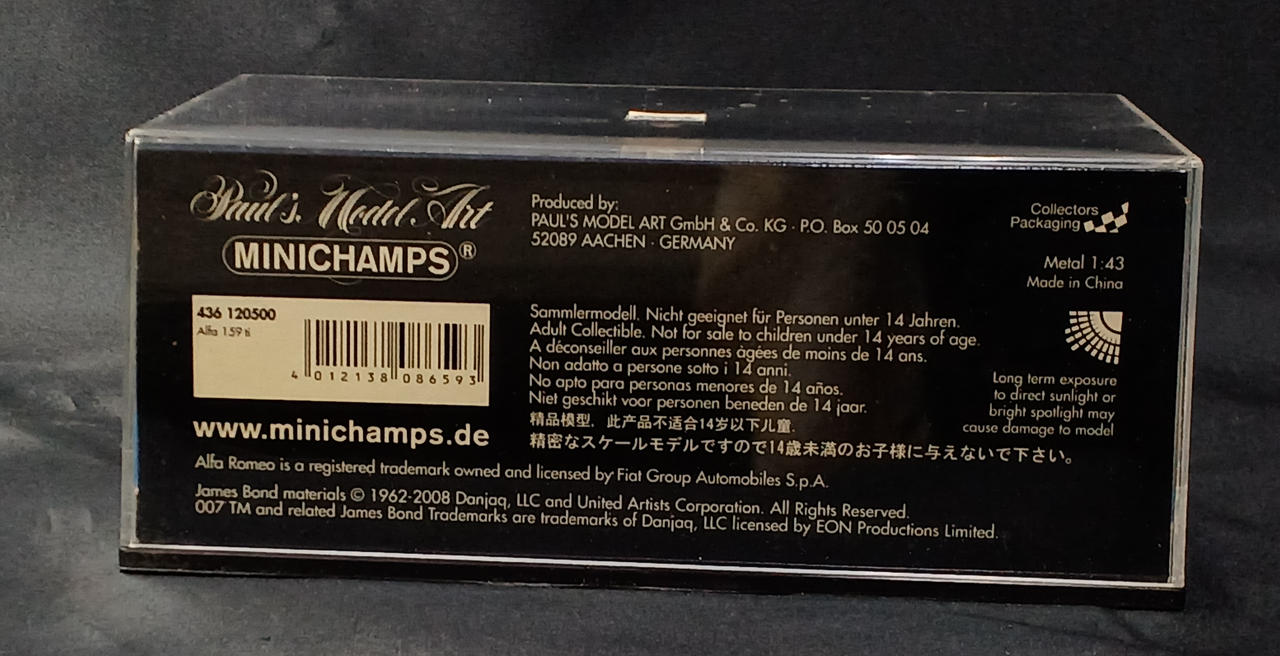 Paul's Model Art
MINICHAMPS®
Produced by:
PAUL'S MODEL ART GmbH & Co. KG · P.O. Box 50 05 04
52089 AACHEN · GERMANY
Collectors
Packaging
Metal 1:43
Made in China
436 120500
Alfa 159 ti
4 012138 086593
www.minichamps.de
Sammlermodell. Nicht geeignet für Personen unter 14 Jahren.
Adult Collectible. Not for sale to children under 14 years of age.
A déconseiller aux personnes âgées de moins de 14 ans.
Non adatto a persone sotto i 14 anni.
No apto para personas menores de 14 años.
Niet geschikt voor personen beneden de 14 jaar.
精品模型，此产品不适合14岁以下儿童.
精密なスケールモデルですので14歳未満のお子様に与えないで下さい。
Long term exposure
to direct sunlight or
bright spotlight may
cause damage to model
Alfa Romeo is a registered trademark owned and licensed by Fiat Group Automobiles S.p.A.
James Bond materials © 1962-2008 Danjaq, LLC and United Artists Corporation. All Rights Reserved.
007 TM and related James Bond Trademarks are trademarks of Danjaq, LLC licensed by EON Productions Limited.